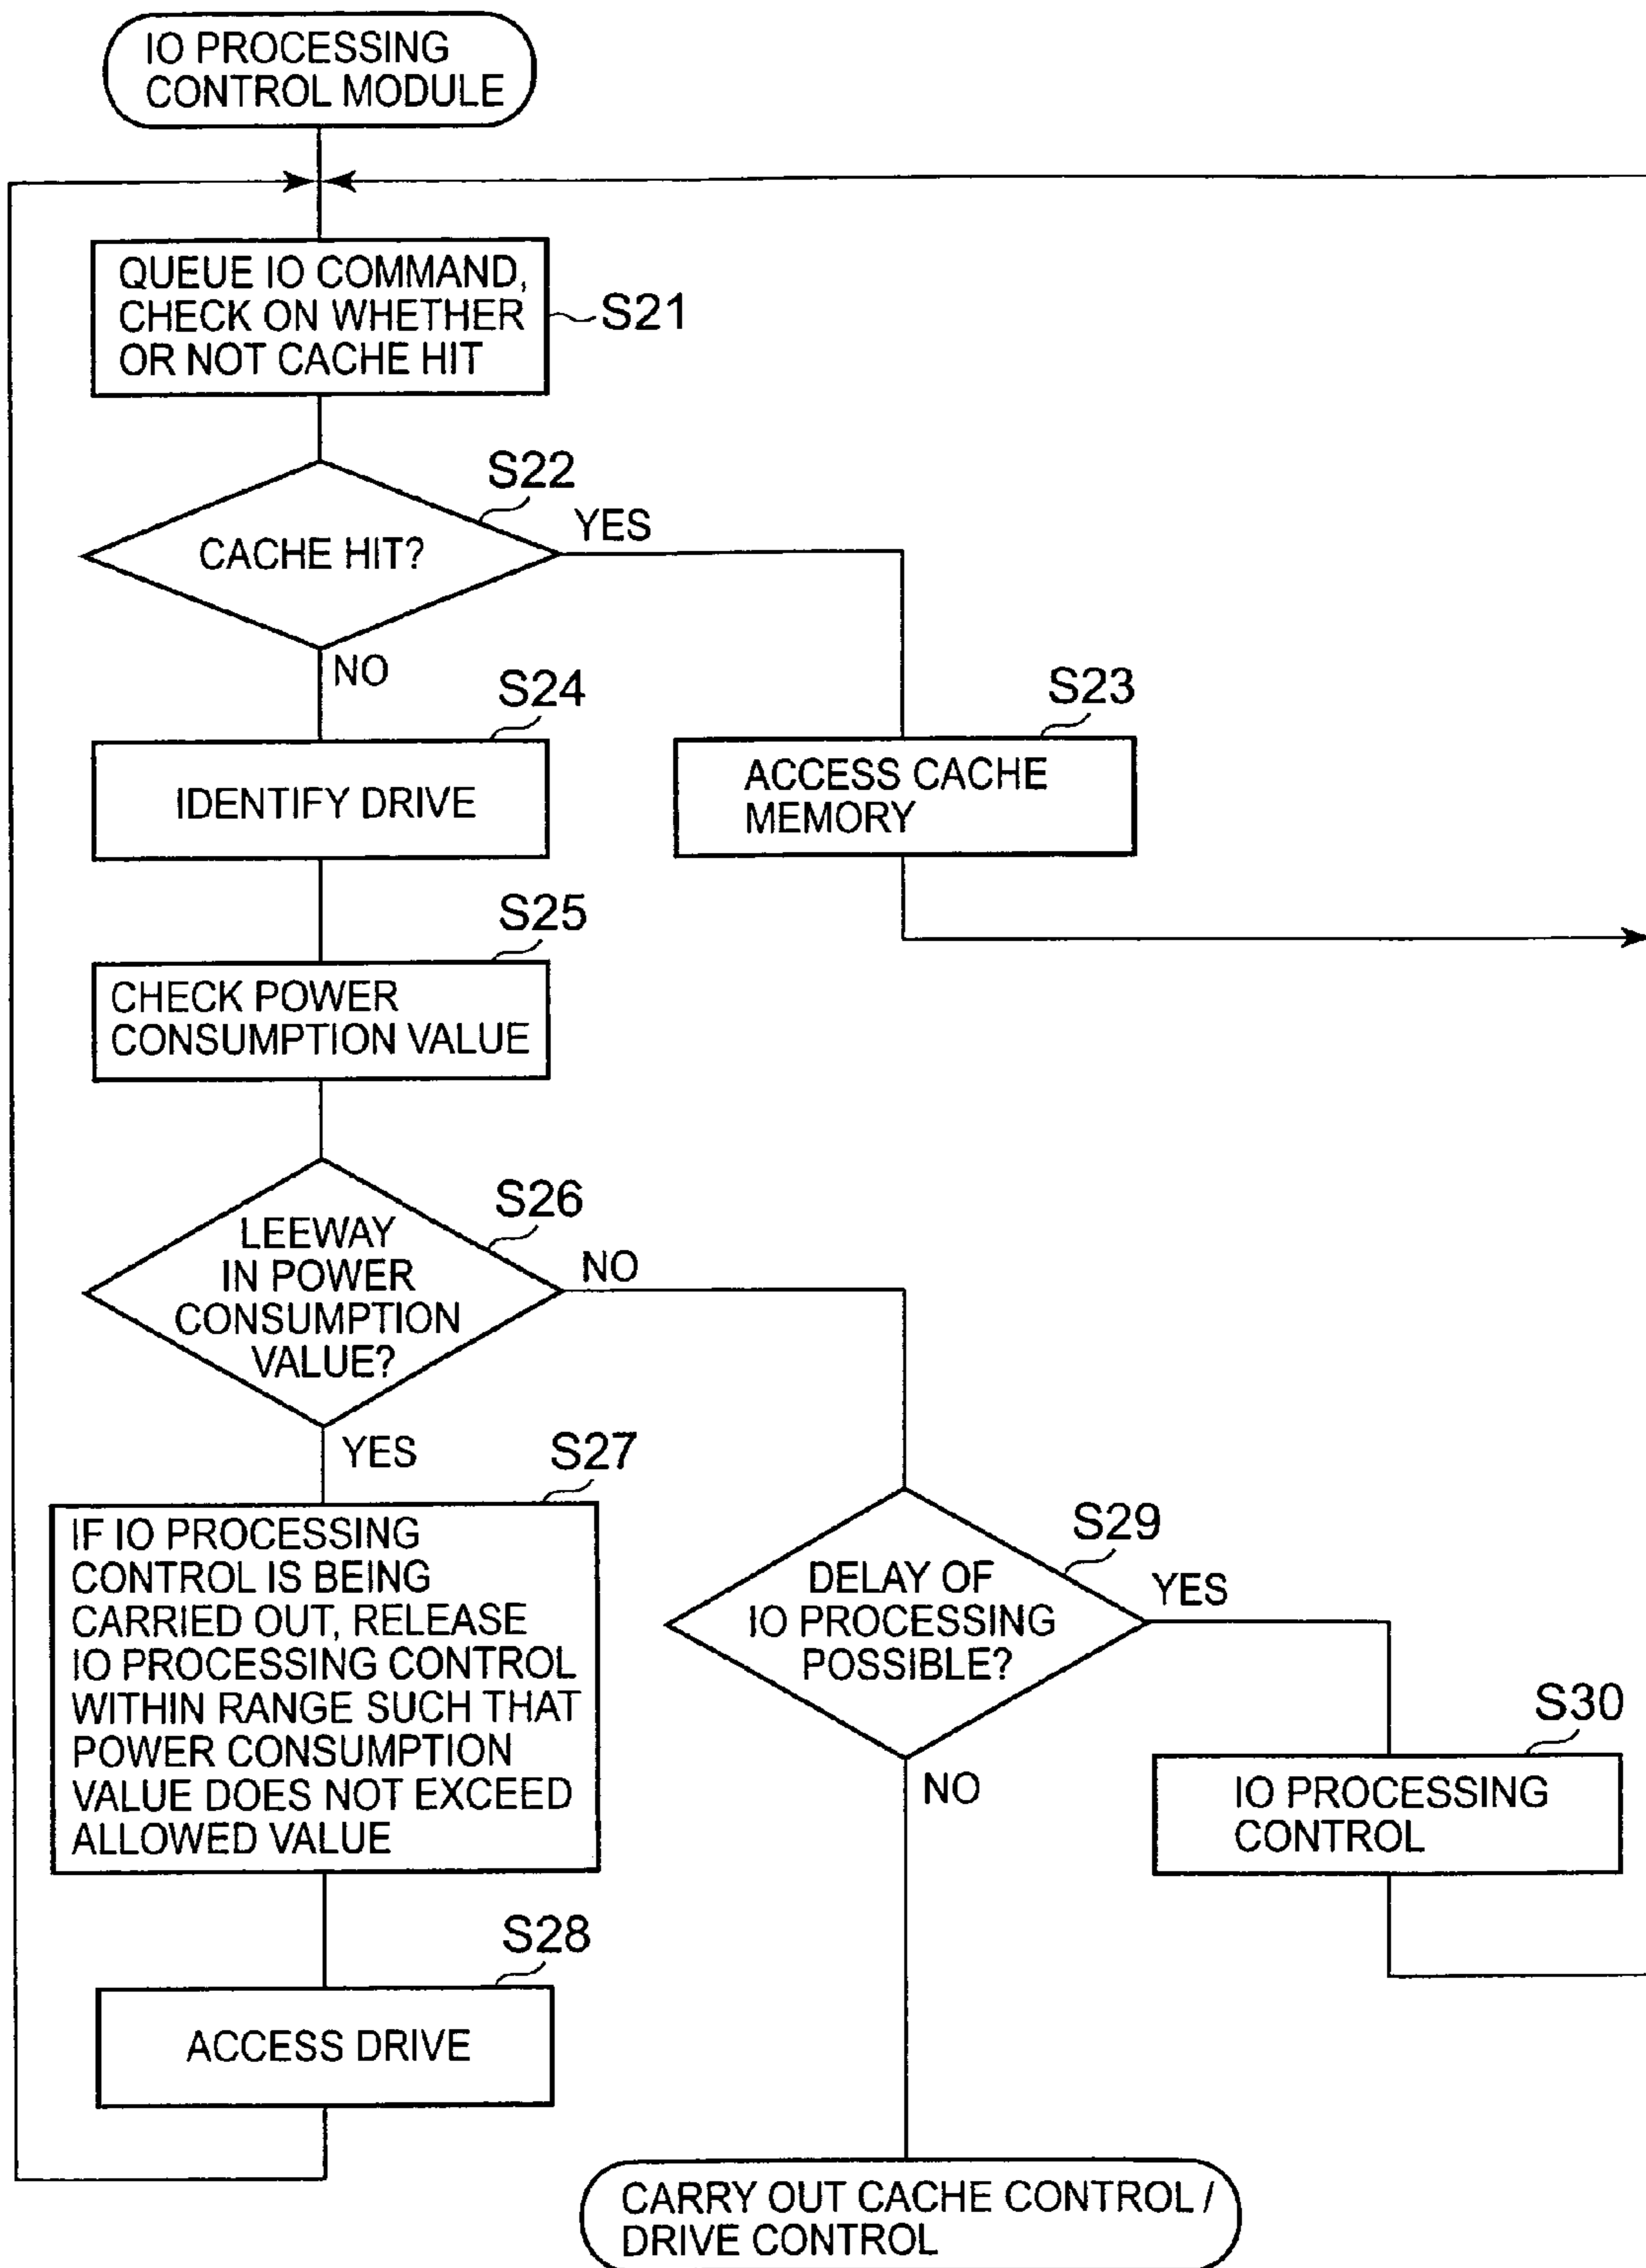 IO PROCESSING
CONTROL MODULE
QUEUE IO COMMAND,
CHECK ON WHETHER
OR NOT CACHE HIT
S21
S22
CACHE HIT?
YES
NO
S24
IDENTIFY DRIVE
S23
ACCESS CACHE
MEMORY
S25
CHECK POWER
CONSUMPTION VALUE
S26
LEEWAY
IN POWER
CONSUMPTION
VALUE?
NO
YES
S27
IF IO PROCESSING
CONTROL IS BEING
CARRIED OUT, RELEASE
IO PROCESSING CONTROL
WITHIN RANGE SUCH THAT
POWER CONSUMPTION
VALUE DOES NOT EXCEED
ALLOWED VALUE
S29
DELAY OF
IO PROCESSING
POSSIBLE?
YES
NO
S30
IO PROCESSING
CONTROL
S28
ACCESS DRIVE
CARRY OUT CACHE CONTROL /
DRIVE CONTROL